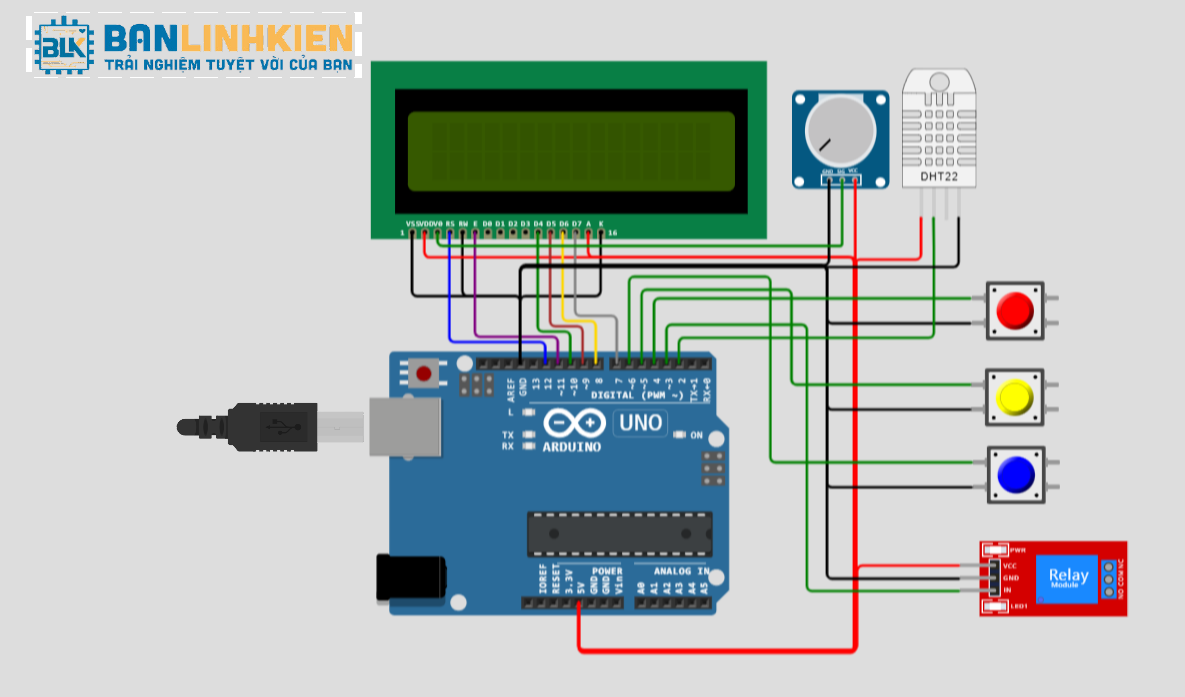 BLK
BANLINHKIEN
TRẢI NGHIỆM TUYỆT VỜI CỦA BẠN
GND SIG VCC
DHT22
VSS VDD V0 RS RW E D0 D1 D2 D3 D4 D5 D6 D7 A K
1 16
AREF GND 13 12 ~11 ~10 ~9 8 7 ~6 ~5 4 ~3 2 TX→1 RX←0
DIGITAL (PWM ~)
L
UNO
TX ON
RX ARDUINO
PWR
VCC
GND
IN
Relay
Module
NO COM NC
LED1
POWER ANALOG IN
IOREF RESET 3.3V 5V GND GND Vin A0 A1 A2 A3 A4 A5